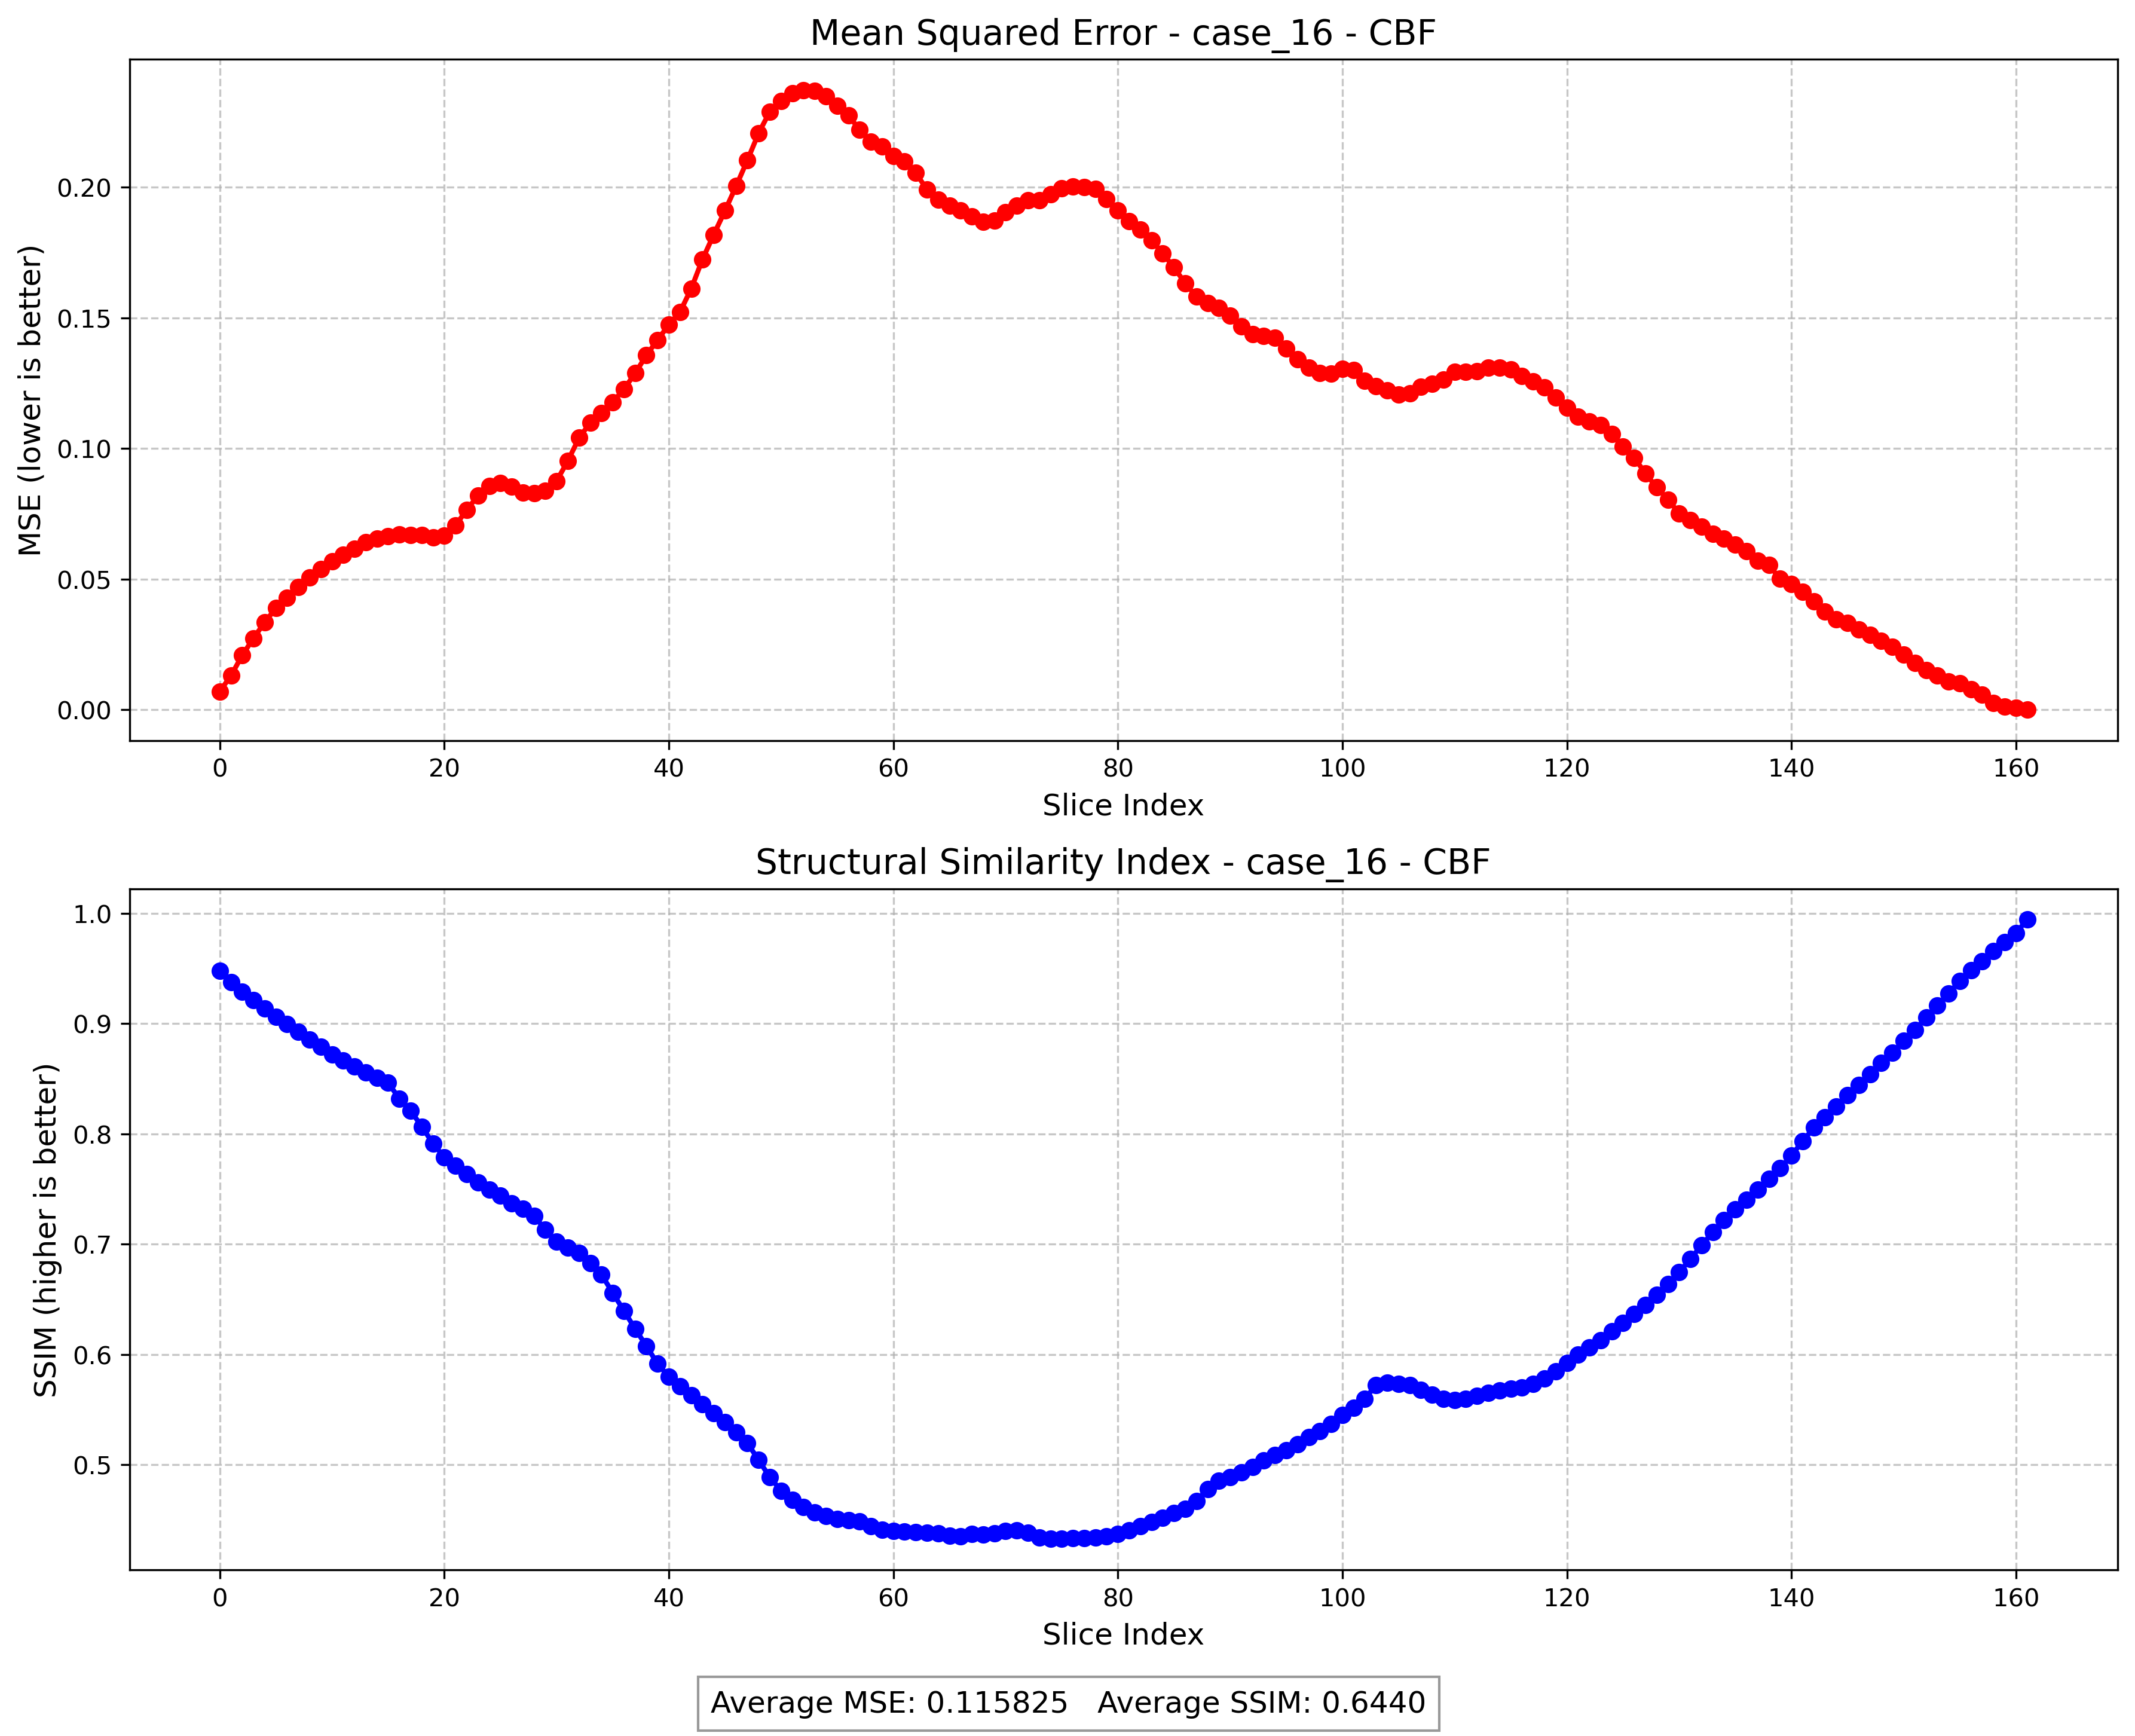 Mean Squared Error - case_16 - CBF
MSE (lower is better)
0.20
0.15
0.10
0.05
0.00
0 20 40 60 80 100 120 140 160
Slice Index
Structural Similarity Index - case_16 - CBF
SSIM (higher is better)
1.0
0.9
0.8
0.7
0.6
0.5
0 20 40 60 80 100 120 140 160
Slice Index
Average MSE: 0.115825 Average SSIM: 0.6440